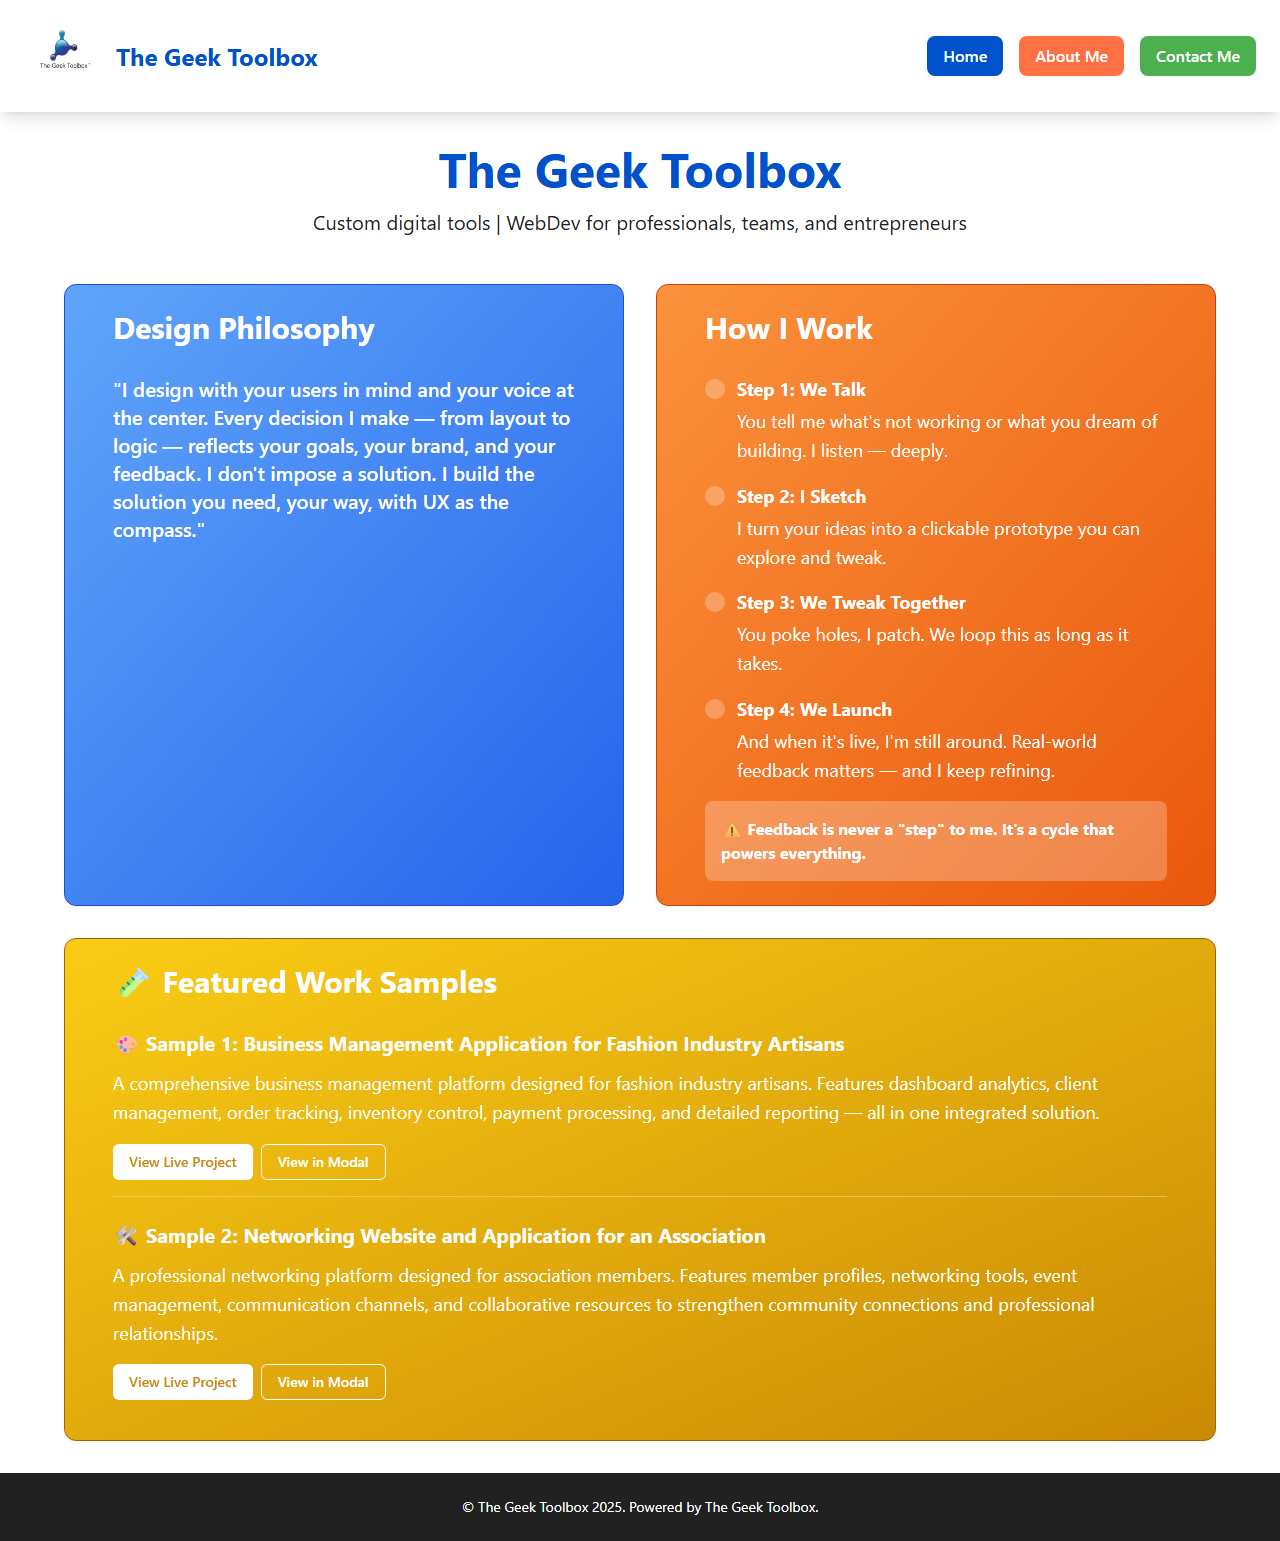 The Geek Toolbox
The Geek Toolbox
Home
About Me
Contact Me
The Geek Toolbox
Custom digital tools | WebDev for professionals, teams, and entrepreneurs
Design Philosophy
"I design with your users in mind and your voice at
the center. Every decision I make — from layout to
logic — reflects your goals, your brand, and your
feedback. I don't impose a solution. I build the
solution you need, your way, with UX as the
compass."
How I Work
Step 1: We Talk
You tell me what's not working or what you dream of
building. I listen — deeply.
Step 2: I Sketch
I turn your ideas into a clickable prototype you can
explore and tweak.
Step 3: We Tweak Together
You poke holes, I patch. We loop this as long as it
takes.
Step 4: We Launch
And when it's live, I'm still around. Real-world
feedback matters — and I keep refining.
⚠️ Feedback is never a "step" to me. It's a cycle that
powers everything.
🧪 Featured Work Samples
🎨 Sample 1: Business Management Application for Fashion Industry Artisans
A comprehensive business management platform designed for fashion industry artisans. Features dashboard analytics, client
management, order tracking, inventory control, payment processing, and detailed reporting — all in one integrated solution.
View Live Project
View in Modal
🛠️ Sample 2: Networking Website and Application for an Association
A professional networking platform designed for association members. Features member profiles, networking tools, event
management, communication channels, and collaborative resources to strengthen community connections and professional
relationships.
View Live Project
View in Modal
© The Geek Toolbox 2025. Powered by The Geek Toolbox.